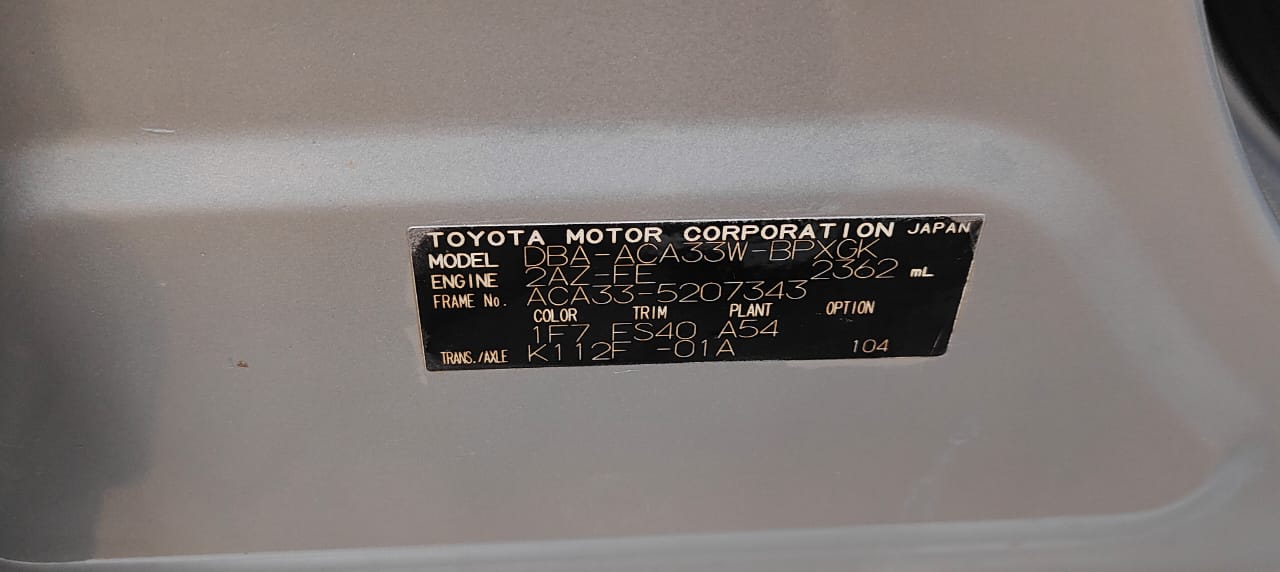 TOYOTA MOTOR CORPORATION JAPAN
MODEL DBA-ACA33W-BPXGK
ENGINE 2AZ-FE 2362 mL
FRAME No. ACA33-5207343
COLOR TRIM PLANT OPTION
1F7 FS40 A54
TRANS./AXLE K112F -01A 104